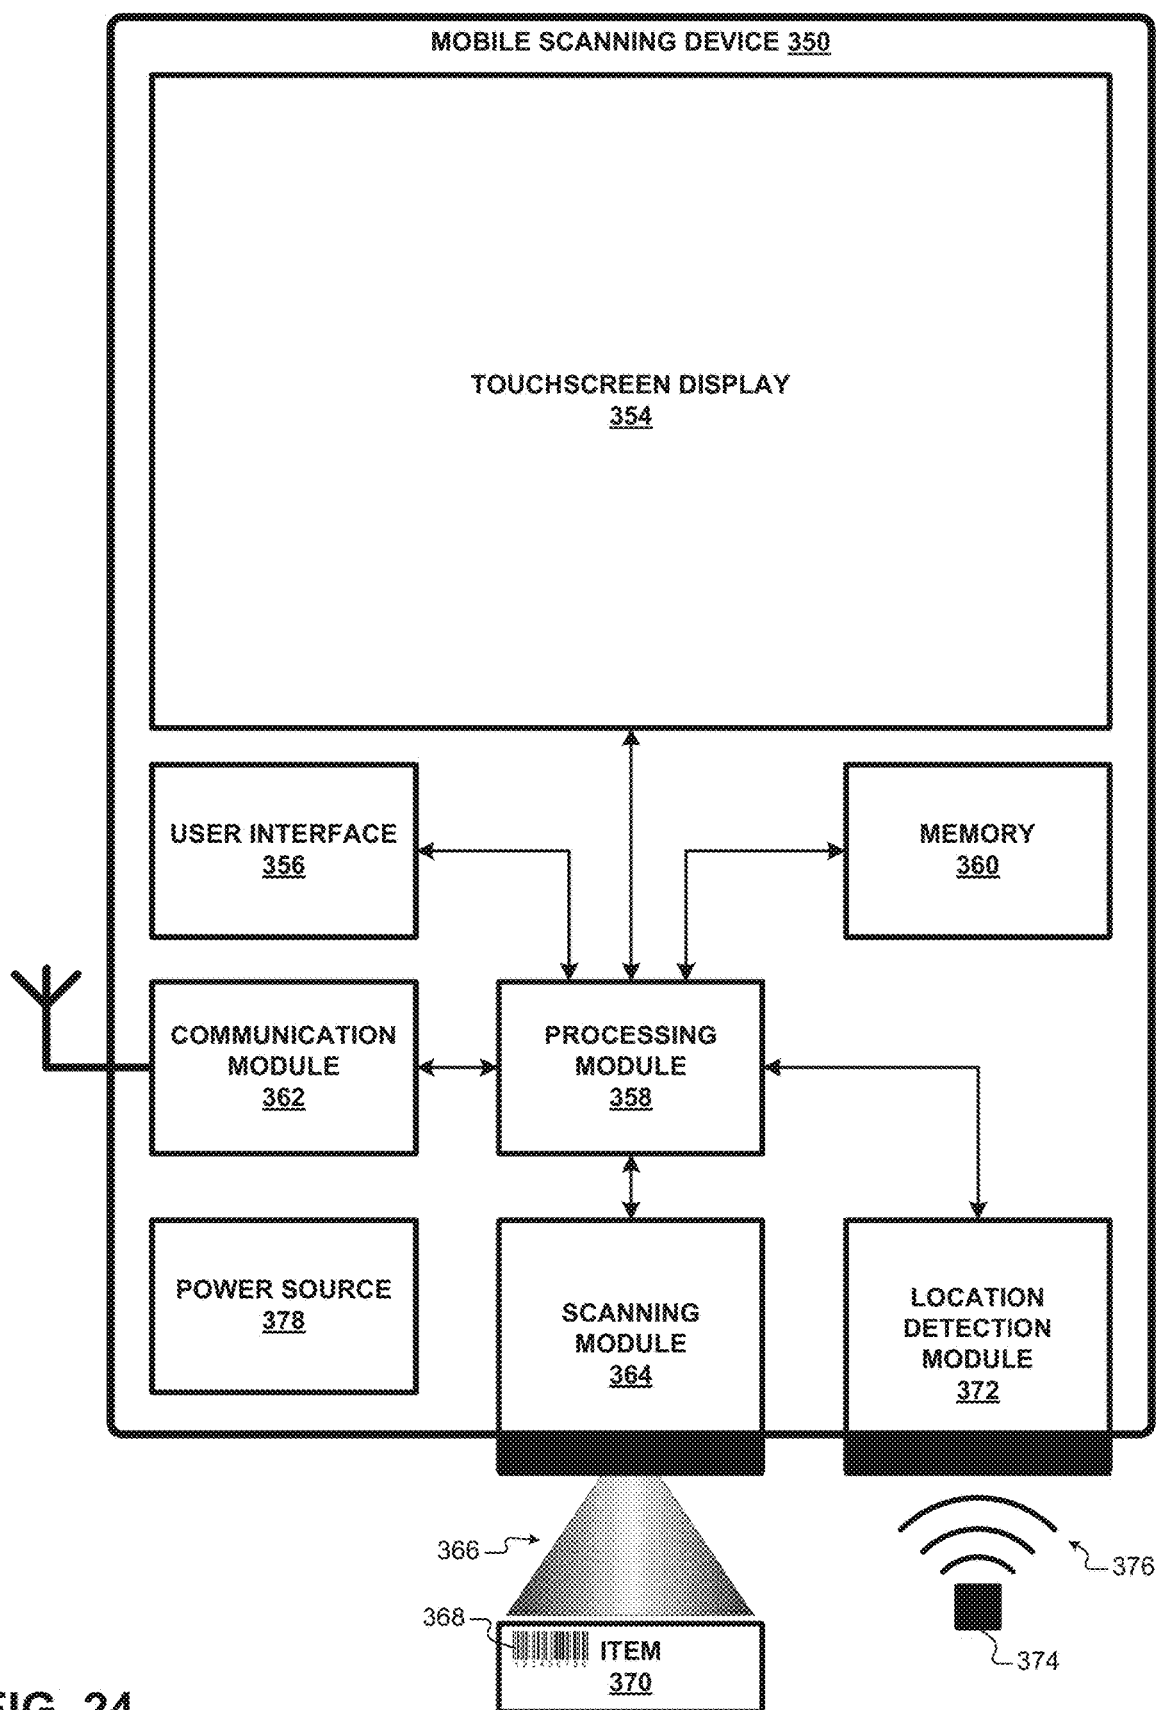 MOBILE SCANNING DEVICE 350
TOUCHSCREEN DISPLAY
354
USER INTERFACE
356
MEMORY
360
COMMUNICATION
MODULE
362
PROCESSING
MODULE
358
POWER SOURCE
378
SCANNING
MODULE
364
LOCATION
DETECTION
MODULE
372
366
376
368
ITEM
370
374
FIG. 24